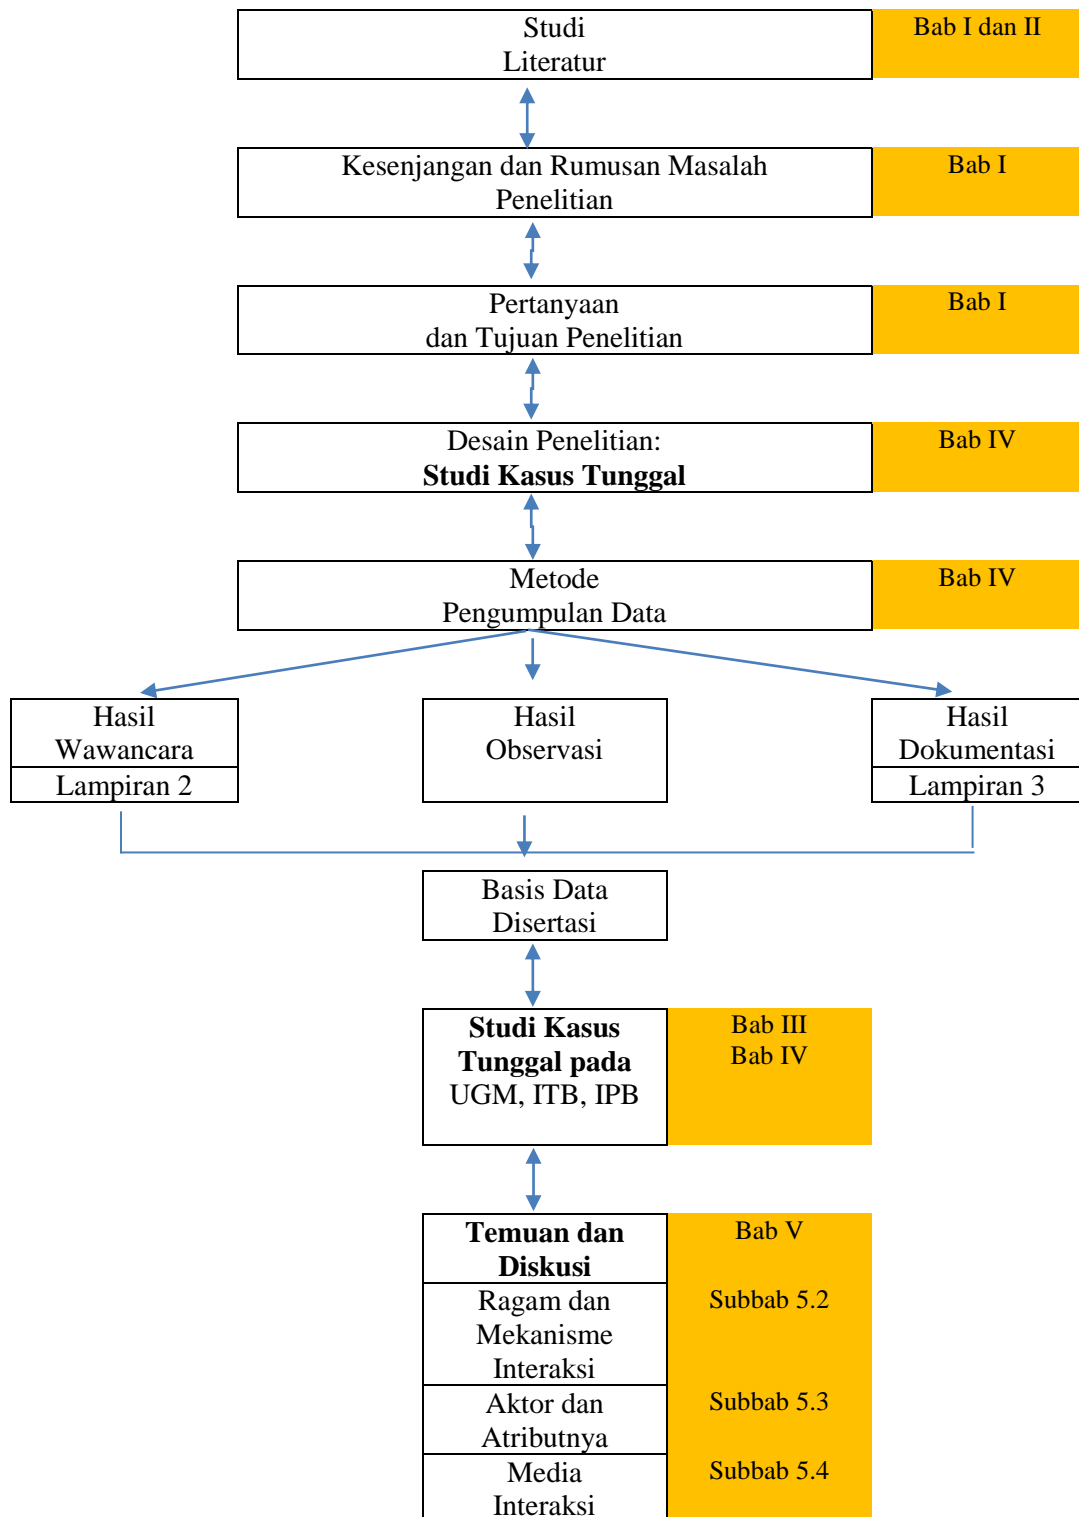 Studi
Literatur
Bab I dan II
Kesenjangan dan Rumusan Masalah
Penelitian
Bab I
Pertanyaan
dan Tujuan Penelitian
Bab I
Desain Penelitian:
Studi Kasus Tunggal
Bab IV
Metode
Pengumpulan Data
Bab IV
Hasil
Wawancara
Lampiran 2
Hasil
Observasi
Hasil
Dokumentasi
Lampiran 3
Basis Data
Disertasi
Studi Kasus
Tunggal pada
UGM, ITB, IPB
Bab III
Bab IV
Temuan dan
Diskusi
Bab V
Ragam dan
Mekanisme
Interaksi
Subbab 5.2
Aktor dan
Atributnya
Subbab 5.3
Media
Interaksi
Subbab 5.4